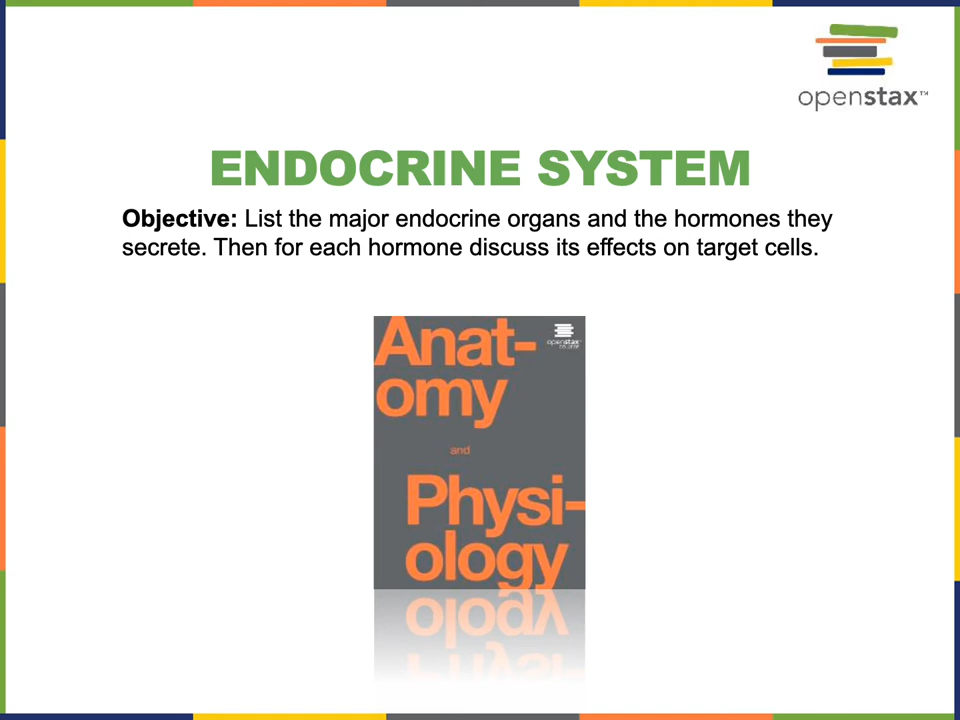 openstax™
ENDOCRINE SYSTEM
Objective: List the major endocrine organs and the hormones they
secrete. Then for each hormone discuss its effects on target cells.
Anat-
openstax
omy
and
Physi-
ology